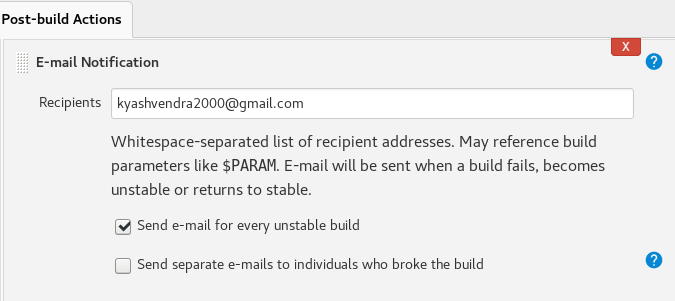 Post-build Actions
X
E-mail Notification
?
Recipients kyashvendra2000@gmail.com
Whitespace-separated list of recipient addresses. May reference build
parameters like $PARAM. E-mail will be sent when a build fails, becomes
unstable or returns to stable.
Send e-mail for every unstable build
Send separate e-mails to individuals who broke the build
?